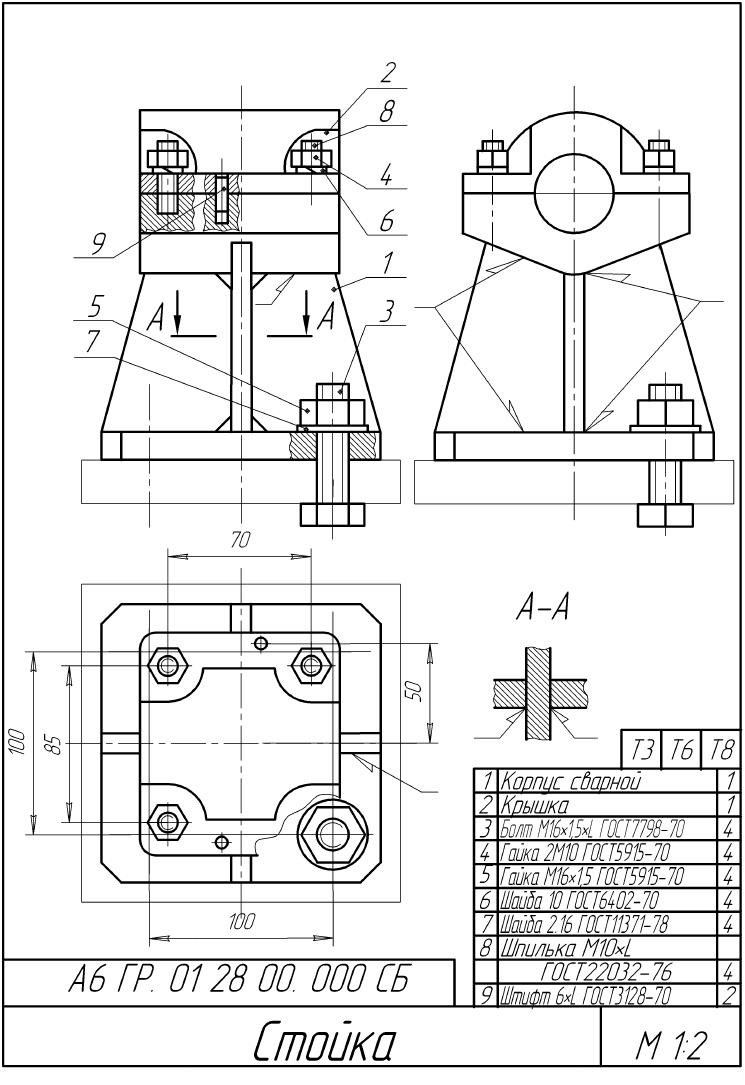 2
8
4
6
9
1
А А
5
3
7
70
А-А
50
100
85
100
Т3 Т6 Т8
1 Корпус сварной 1
2 Крышка 1
3 Болт М16×1,5×L ГОСТ7798-70 4
4 Гайка 2М10 ГОСТ5915-70 4
5 Гайка М16×1,5 ГОСТ5915-70 4
6 Шайба 10 ГОСТ6402-70 4
7 Шайба 2.16 ГОСТ11371-78 4
8 Шпилька М10×L
ГОСТ22032-76 4
9 Штифт 6×L ГОСТ3128-70 2
А6 ГР. 01 28 00. 000 СБ
Стойка
М 1:2